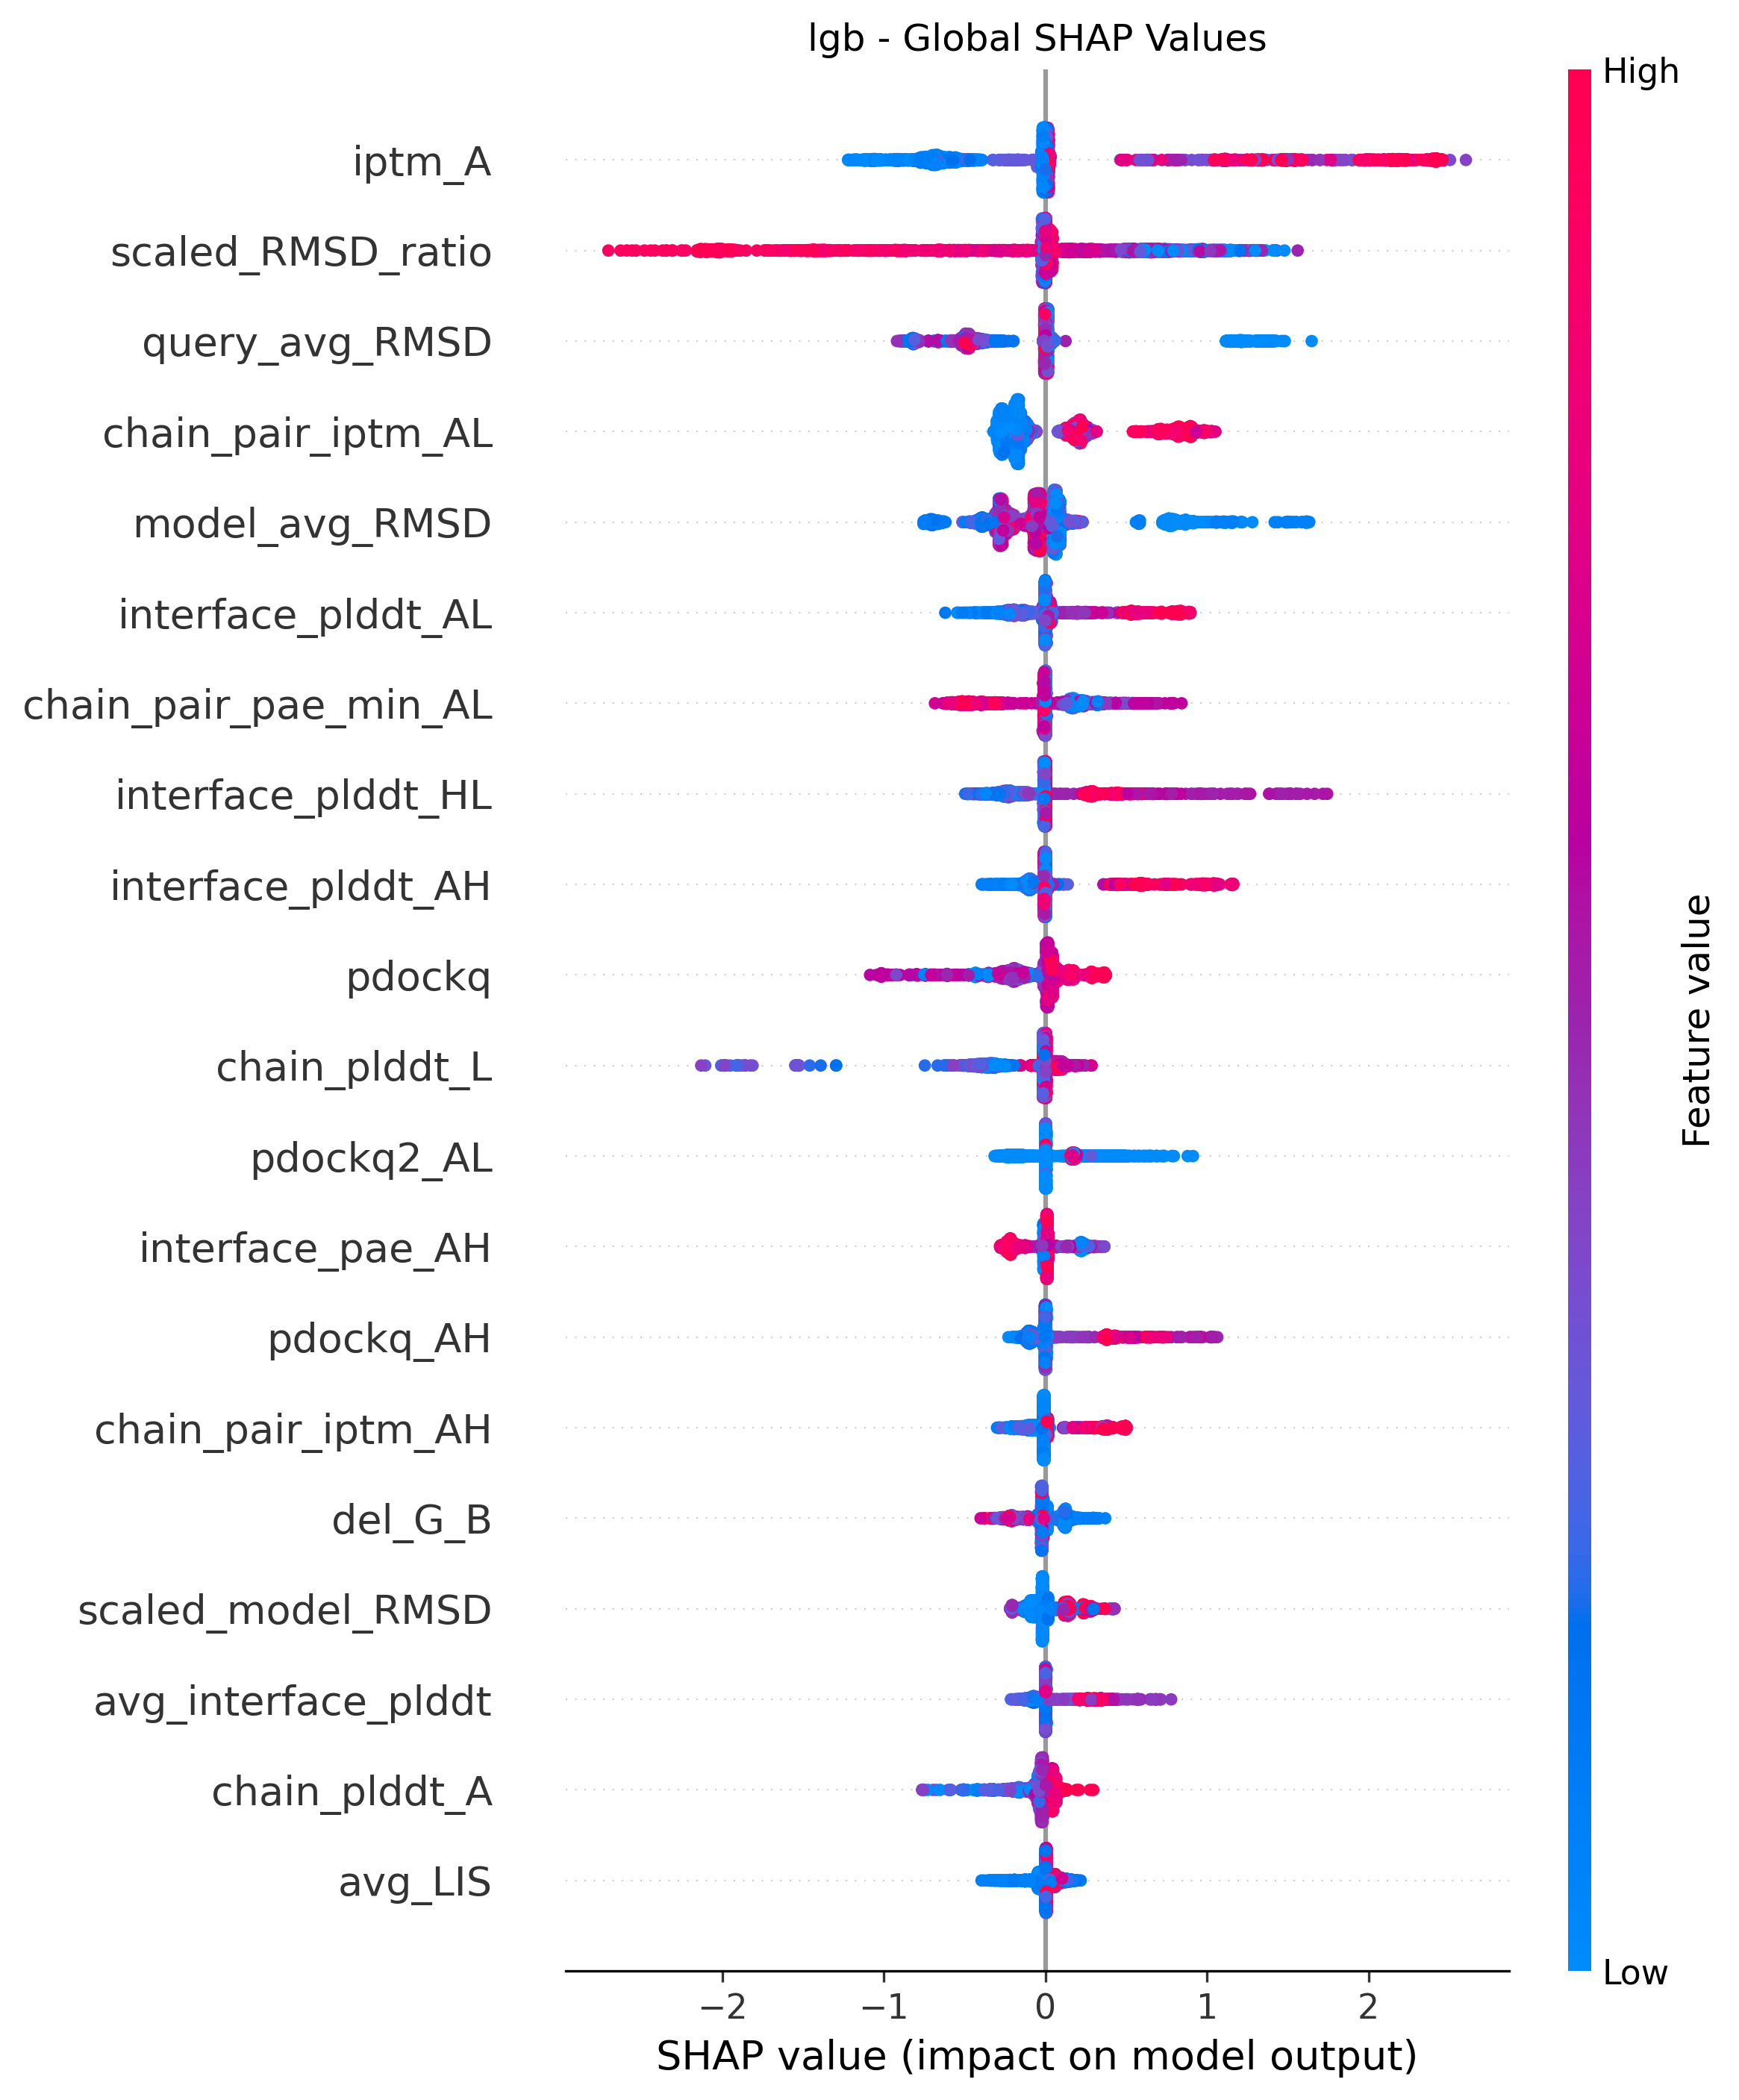 lgb - Global SHAP Values
High
iptm_A
scaled_RMSD_ratio
query_avg_RMSD
chain_pair_iptm_AL
model_avg_RMSD
interface_plddt_AL
chain_pair_pae_min_AL
interface_plddt_HL
interface_plddt_AH
pdockq
chain_plddt_L
pdockq2_AL
interface_pae_AH
pdockq_AH
chain_pair_iptm_AH
del_G_B
scaled_model_RMSD
avg_interface_plddt
chain_plddt_A
avg_LIS
Feature value
Low
−2 −1 0 1 2
SHAP value (impact on model output)